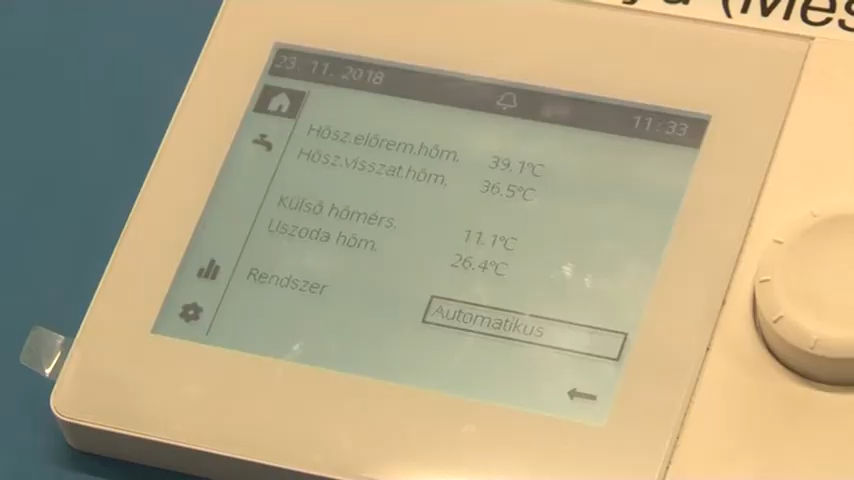 23. 11. 2018 11:33
Hősz.előrem.hőm. 39.1°C
Hősz.visszat.hőm. 36.5°C
Külső hőmérs. 11.1°C
Uszoda hőm. 26.4°C
Rendszer Automatikus